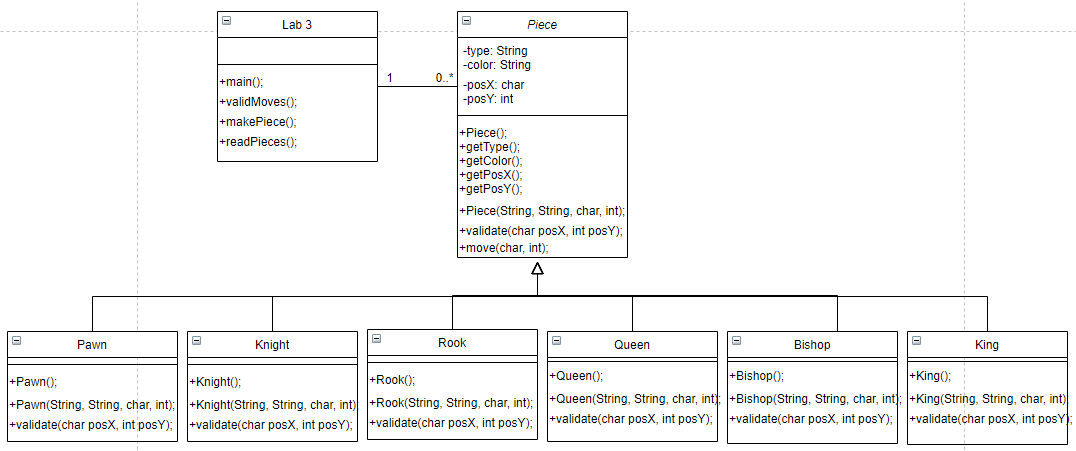 Lab 3
+main();
+validMoves();
+makePiece();
+readPieces();
1
0..*
Piece
-type: String
-color: String
-posX: char
-posY: int
+Piece();
+getType();
+getColor();
+getPosX();
+getPosY();
+Piece(String, String, char, int);
+validate(char posX, int posY);
+move(char, int);
Pawn
+Pawn();
+Pawn(String, String, char, int);
+validate(char posX, int posY);
Knight
+Knight();
+Knight(String, String, char, int);
+validate(char posX, int posY);
Rook
+Rook();
+Rook(String, String, char, int);
+validate(char posX, int posY);
Queen
+Queen();
+Queen(String, String, char, int);
+validate(char posX, int posY);
Bishop
+Bishop();
+Bishop(String, String, char, int);
+validate(char posX, int posY);
King
+King();
+King(String, String, char, int);
+validate(char posX, int posY);